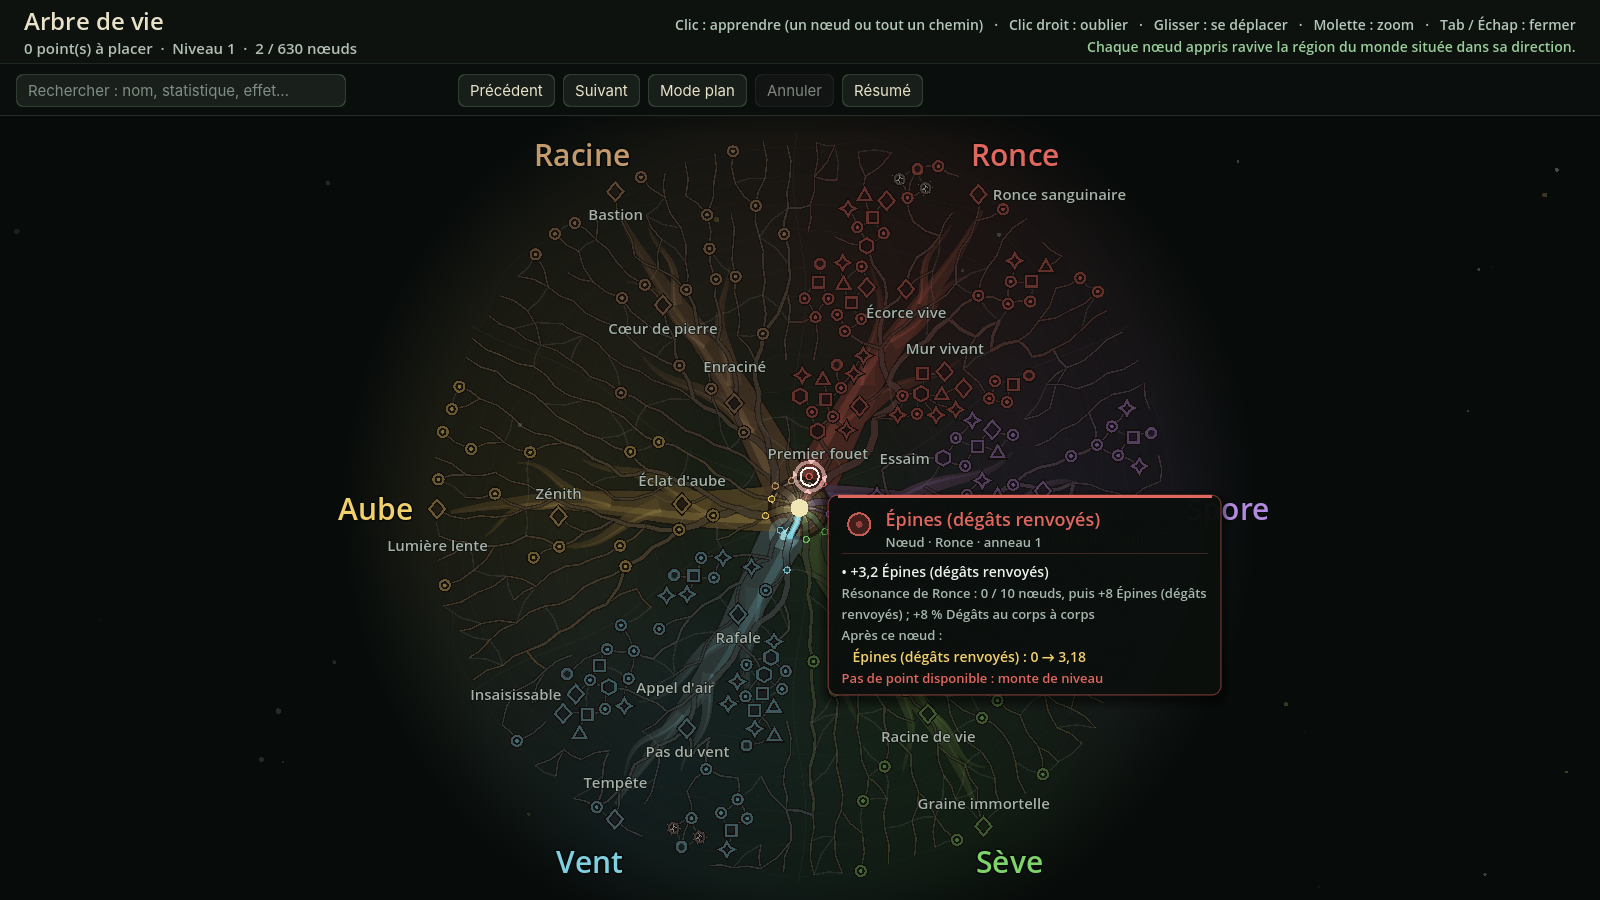 Arbre de vie
0 point(s) à placer · Niveau 1 · 2 / 630 nœuds
Clic : apprendre (un nœud ou tout un chemin) · Clic droit : oublier · Glisser : se déplacer · Molette : zoom · Tab / Échap : fermer
Chaque nœud appris ravive la région du monde située dans sa direction.
Rechercher : nom, statistique, effet...
Précédent
Suivant
Mode plan
Annuler
Résumé
Racine
Ronce
Ronce sanguinaire
Bastion
Écorce vive
Cœur de pierre
Mur vivant
Enraciné
Premier fouet
Essaim
Éclat d'aube
Zénith
Aube
ore
Lumière lente
Épines (dégâts renvoyés)
Nœud · Ronce · anneau 1
• +3,2 Épines (dégâts renvoyés)
Résonance de Ronce : 0 / 10 nœuds, puis +8 Épines (dégâts
renvoyés) ; +8 % Dégâts au corps à corps
Après ce nœud :
Épines (dégâts renvoyés) : 0 → 3,18
Pas de point disponible : monte de niveau
Rafale
Appel d'air
Insaisissable
Pas du vent
Racine de vie
Tempête
Graine immortelle
Vent
Sève